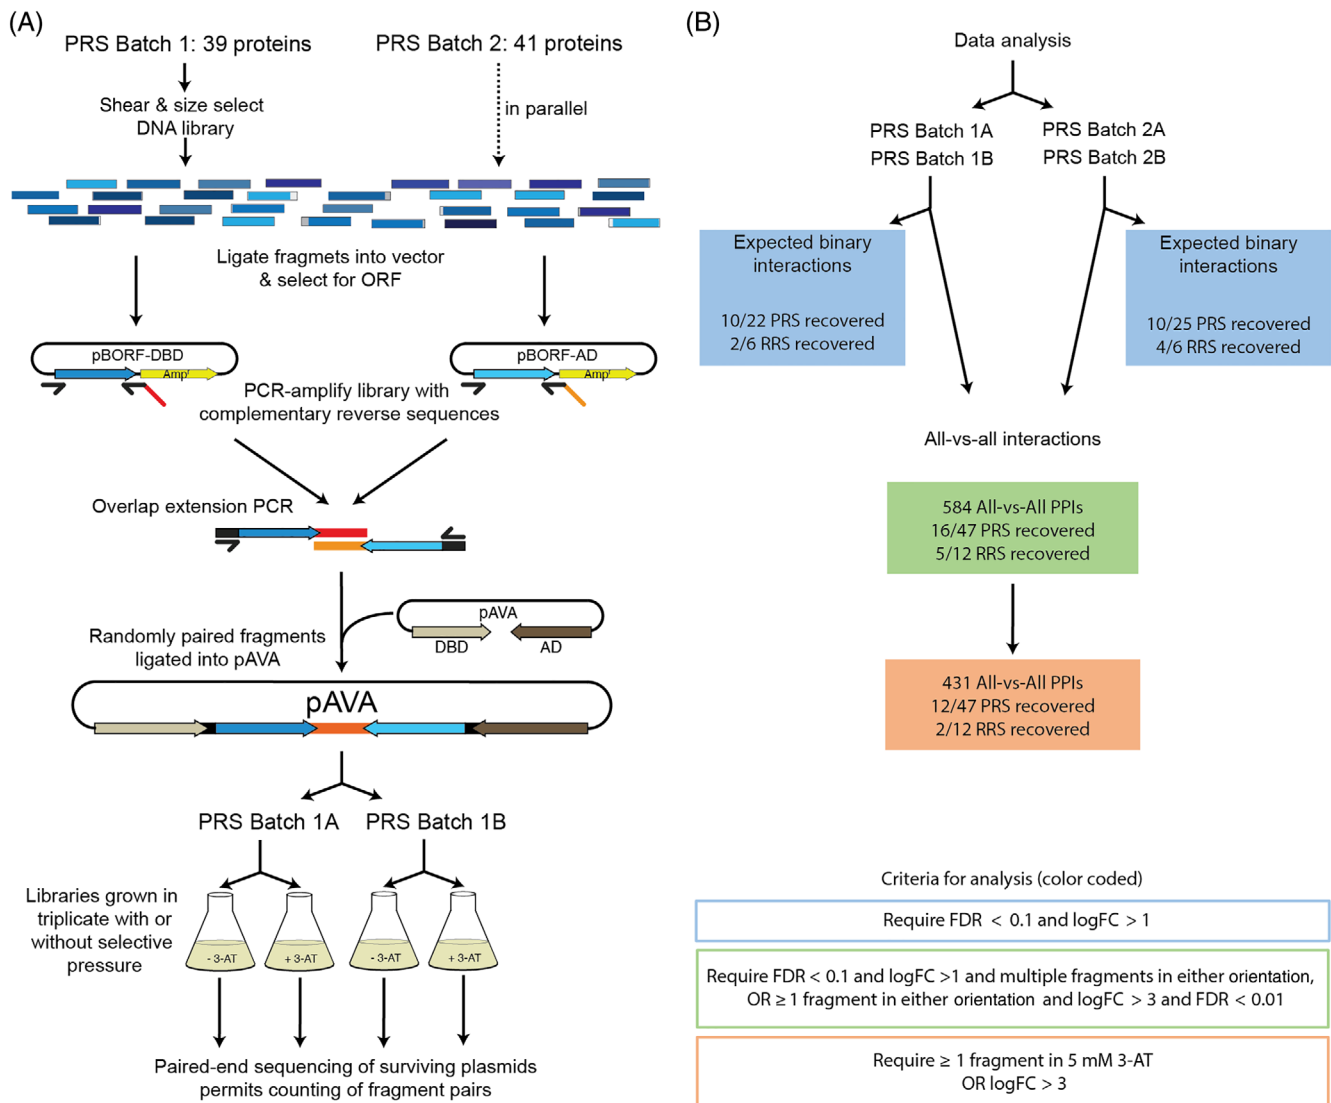 (A)
PRS Batch 1: 39 proteins
PRS Batch 2: 41 proteins
Shear & size select
DNA library
in parallel
Ligate fragmets into vector
& select for ORF
pBORF-DBD
Ampʳ
pBORF-AD
Ampʳ
PCR-amplify library with
complementary reverse sequences
Overlap extension PCR
Randomly paired fragments
ligated into pAVA
pAVA
DBD
AD
pAVA
PRS Batch 1A
PRS Batch 1B
Libraries grown in
triplicate with or
without selective
pressure
- 3-AT
+ 3-AT
- 3-AT
+ 3-AT
Paired-end sequencing of surviving plasmids
permits counting of fragment pairs
(B)
Data analysis
PRS Batch 1A
PRS Batch 1B
PRS Batch 2A
PRS Batch 2B
Expected binary
interactions
10/22 PRS recovered
2/6 RRS recovered
Expected binary
interactions
10/25 PRS recovered
4/6 RRS recovered
All-vs-all interactions
584 All-vs-All PPIs
16/47 PRS recovered
5/12 RRS recovered
431 All-vs-All PPIs
12/47 PRS recovered
2/12 RRS recovered
Criteria for analysis (color coded)
Require FDR < 0.1 and logFC > 1
Require FDR < 0.1 and logFC >1 and multiple fragments in either orientation,
OR ≥ 1 fragment in either orientation and logFC > 3 and FDR < 0.01
Require ≥ 1 fragment in 5 mM 3-AT
OR logFC > 3